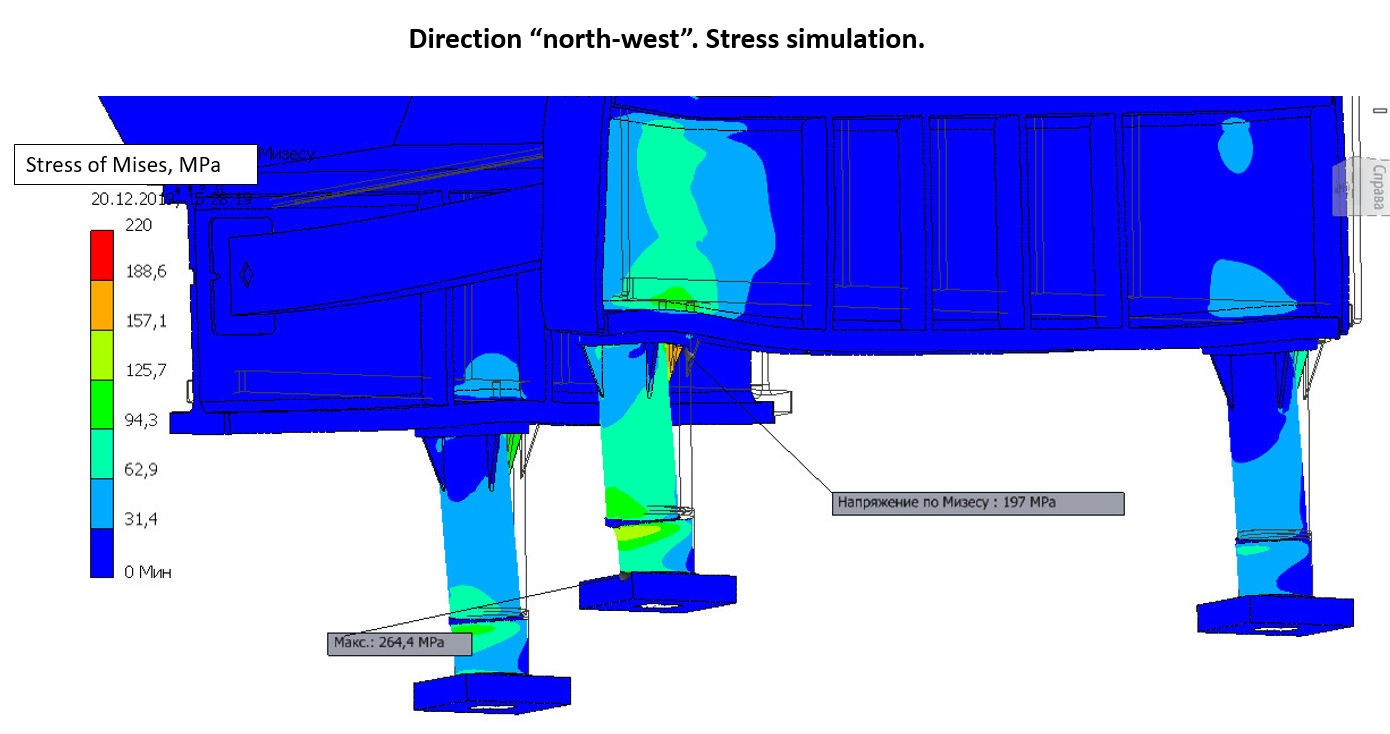 Direction “north-west”. Stress simulation.
Stress of Mises, MPa
Мизесу
220
188,6
157,1
125,7
94,3
62,9
31,4
0 Мин
Напряжение по Мизесу : 197 MPa
Макс.: 264,4 MPa
Справа